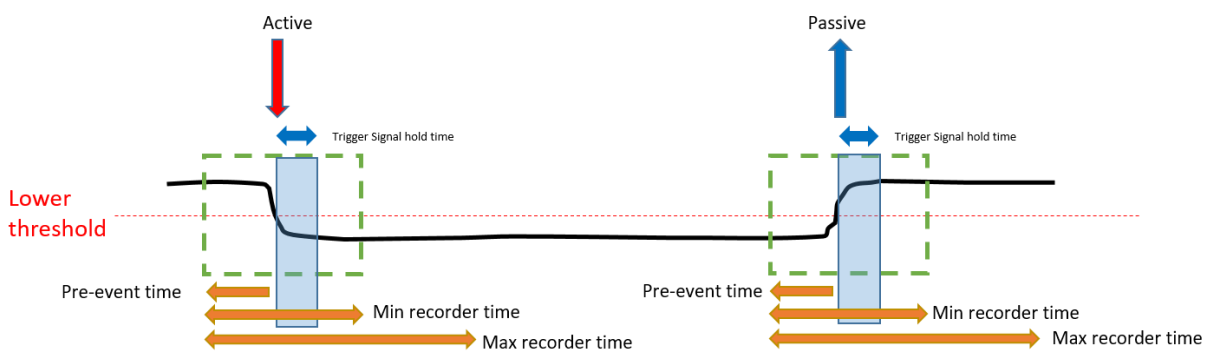 Active
Passive
Trigger Signal hold time
Trigger Signal hold time
Lower
threshold
Pre-event time
Pre-event time
Min recorder time
Min recorder time
Max recorder time
Max recorder time